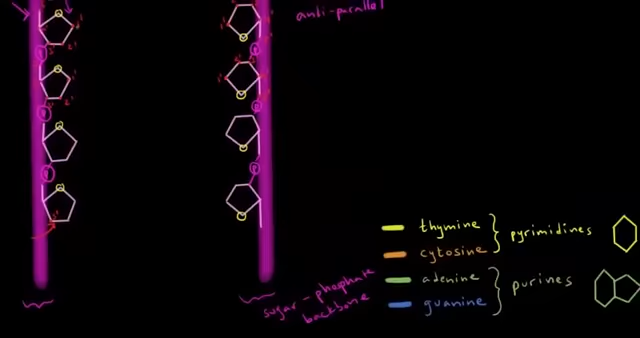 anti-parallel
thymine
cytosine
pyrimidines
adenine
guanine
purines
sugar-phosphate
backbone